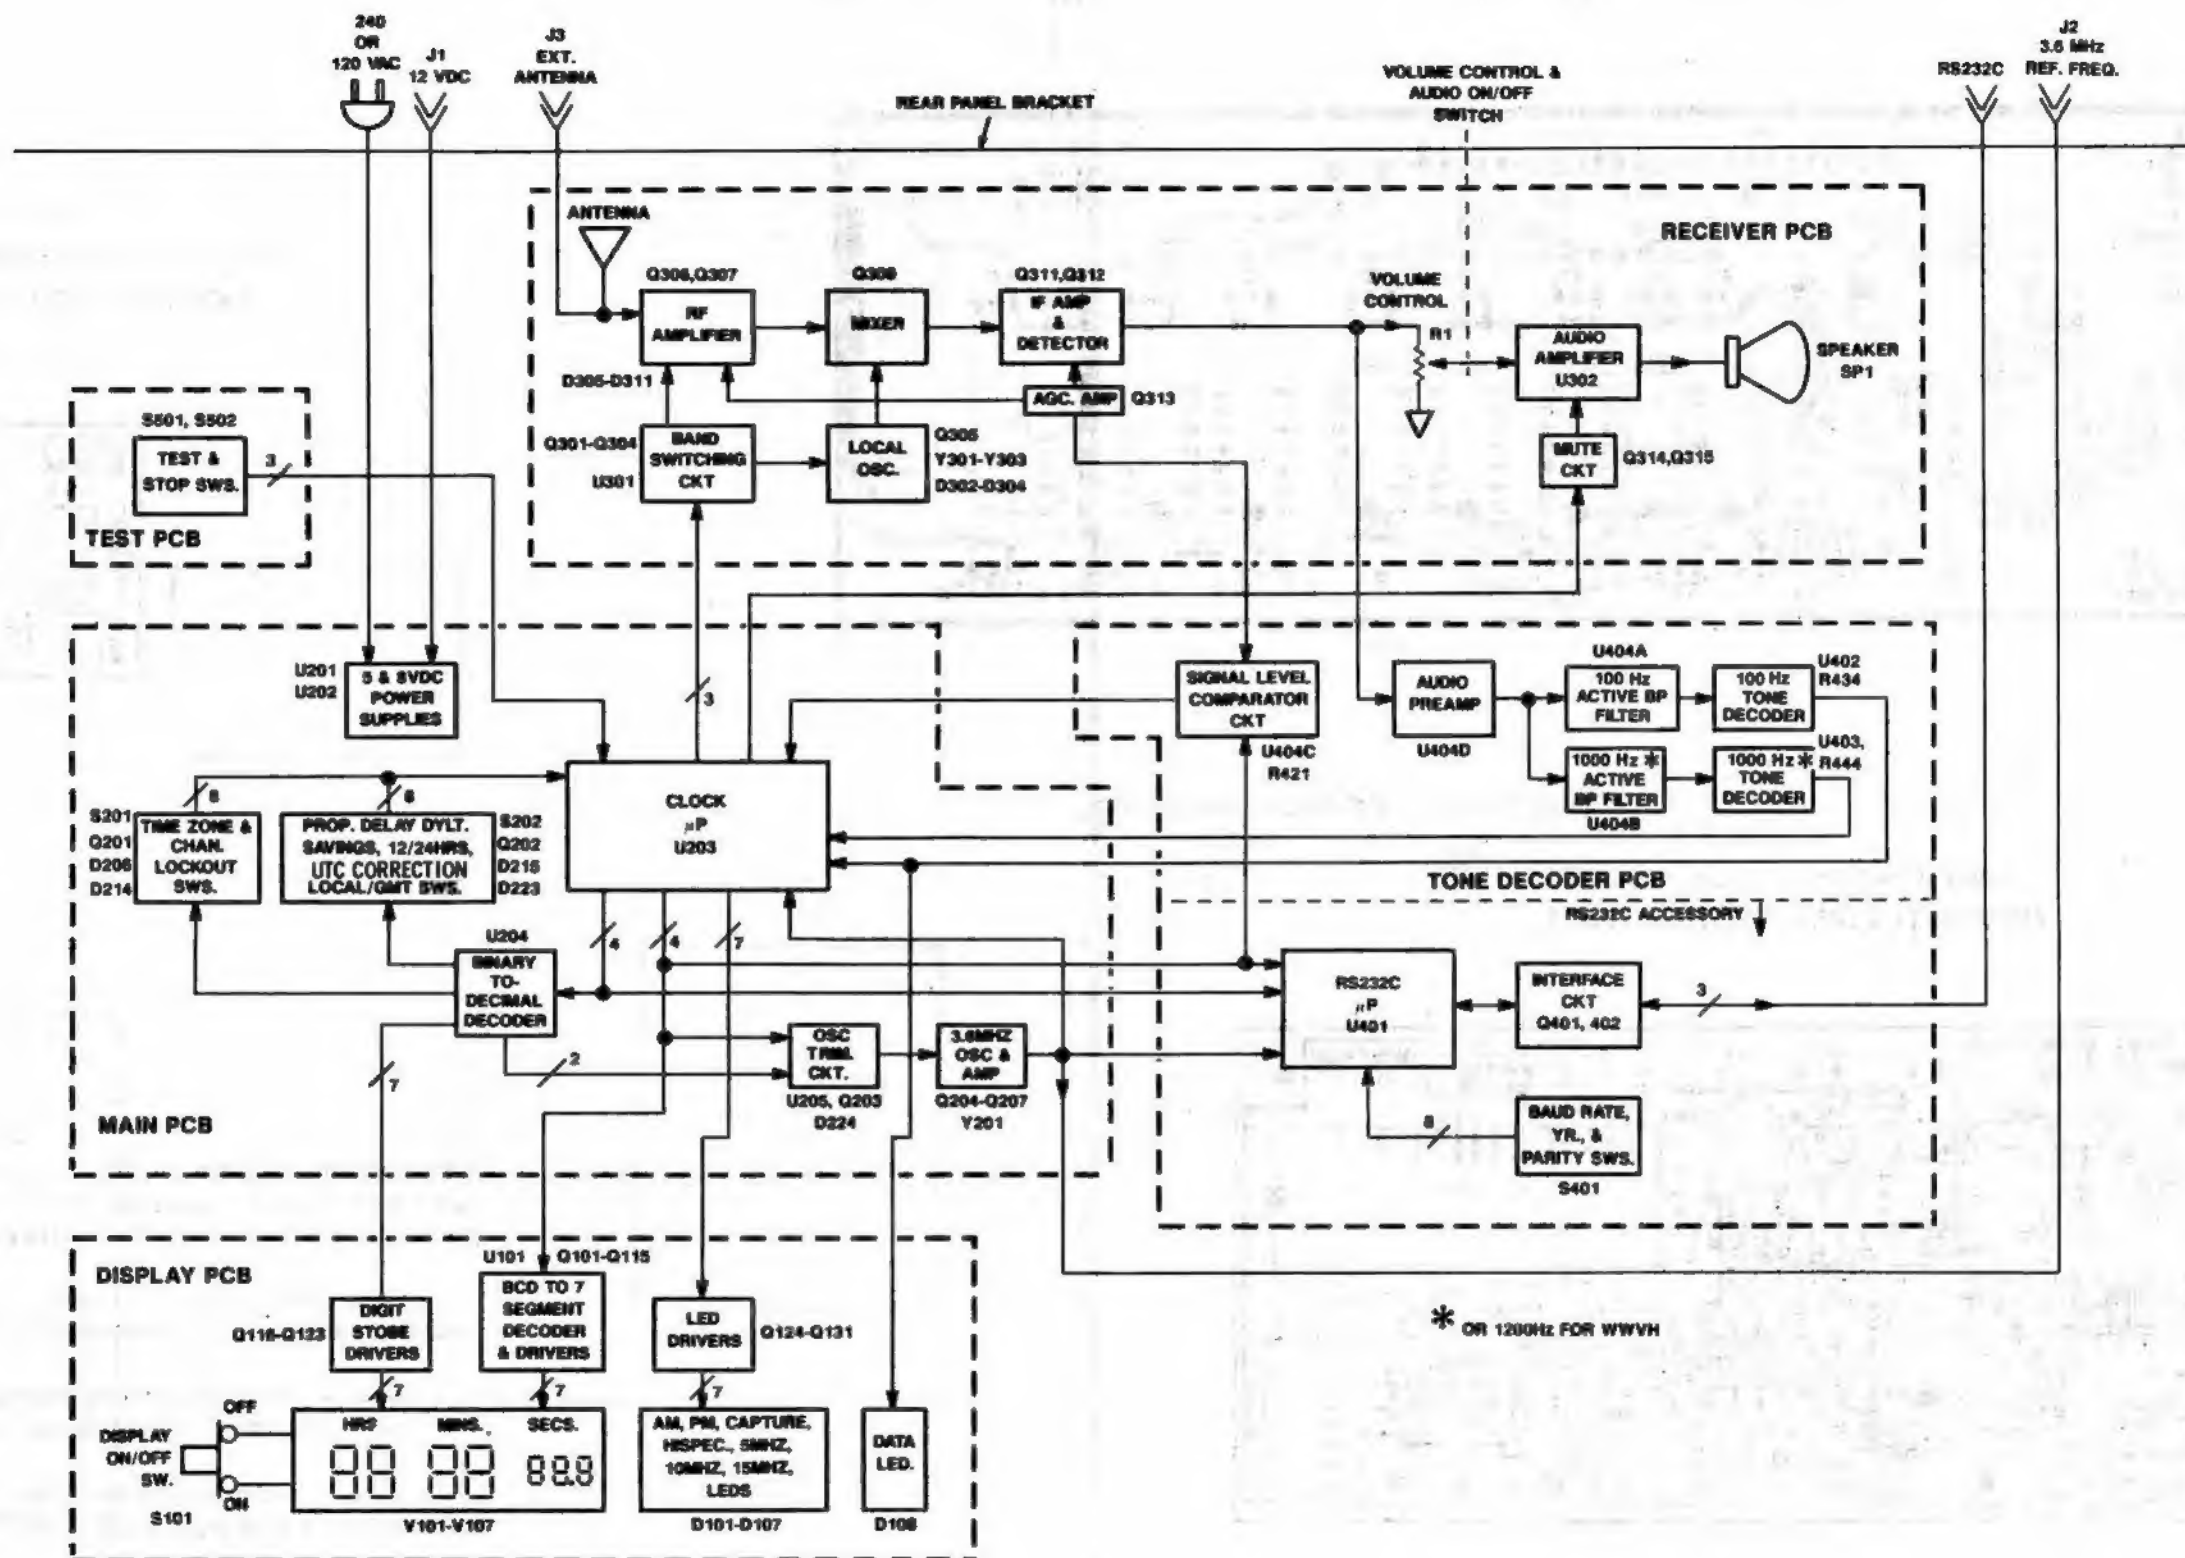 240
OR
120 VAC
J1
12 VDC
J3
EXT.
ANTENNA
REAR PANEL BRACKET
VOLUME CONTROL &
AUDIO ON/OFF
SWITCH
RS232C
J2
3.6 MHz
REF. FREQ.
RECEIVER PCB
ANTENNA
Q306,Q307
RF
AMPLIFIER
D305-D311
MIXER
Q311,Q312
IF AMP
&
DETECTOR
AGC. AMP
Q313
VOLUME
CONTROL
R1
AUDIO
AMPLIFIER
U302
SPEAKER
SP1
MUTE
CKT
Q314,Q315
Q301-Q304
U301
BAND
SWITCHING
CKT
LOCAL
OSC.
Q305
Y301-Y303
D302-D304
S501, S502
TEST &
STOP SWS.
3
TEST PCB
3
U201
U202
5 & 8VDC
POWER
SUPPLIES
SIGNAL LEVEL
COMPARATOR
CKT
U404C
R421
AUDIO
PREAMP
U404D
U404A
100 Hz
ACTIVE BP
FILTER
100 Hz
TONE
DECODER
U402
R434
1000 Hz *
ACTIVE
BP FILTER
U404B
1000 Hz *
TONE
DECODER
U403,
R444
CLOCK
µP
U203
S201
Q201
D206
D214
TIME ZONE &
CHAN.
LOCKOUT
SWS.
PROP. DELAY DYLT.
SAVINGS, 12/24HRS,
UTC CORRECTION
LOCAL/GMT SWS.
S202
Q202
D215
D223
TONE DECODER PCB
RS232C ACCESSORY
4
4
7
U204
BINARY
TO-
DECIMAL
DECODER
RS232C
µP
U401
INTERFACE
CKT
Q401, 402
3
OSC
TRIM.
CKT.
U205, Q203
D224
3.6MHZ
OSC &
AMP
Q204-Q207
Y201
2
7
8
BAUD RATE,
YR., &
PARITY SWS.
S401
MAIN PCB
DISPLAY PCB
U101
Q101-Q115
BCD TO 7
SEGMENT
DECODER
& DRIVERS
Q116-Q123
DIGIT
STOBE
DRIVERS
LED
DRIVERS
Q124-Q131
* OR 1200Hz FOR WWVH
7
7
7
DISPLAY
ON/OFF
SW.
S101
OFF
ON
HRS
MINS.
SECS.
88
88
88.8
V101-V107
AM, PM, CAPTURE,
HISPEC., 5MHZ,
10MHZ, 15MHZ,
LEDS
D101-D107
DATA
LED.
D108